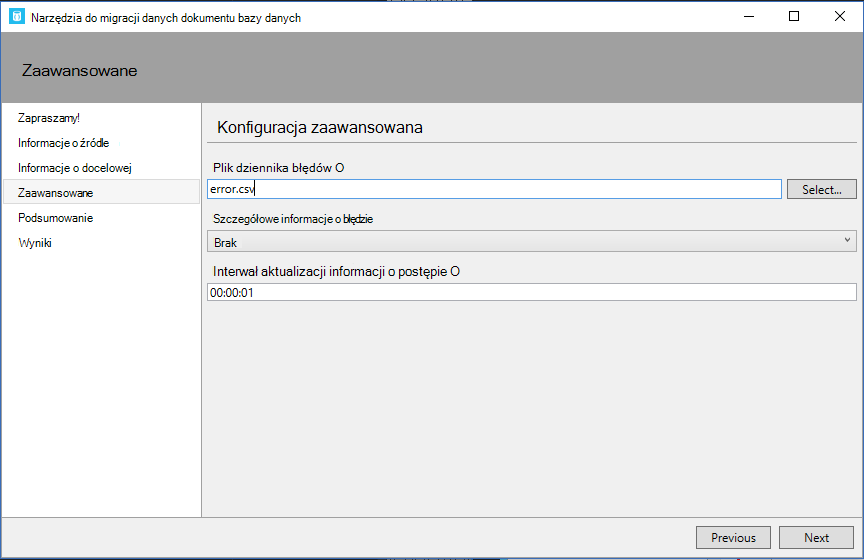 Narzędzia do migracji danych dokumentu bazy danych
Zaawansowane
Zapraszamy!
Informacje o źródle
Informacje o docelowej
Zaawansowane
Podsumowanie
Wyniki
Konfiguracja zaawansowana
Plik dziennika błędów O
error.csv
Select...
Szczegółowe informacje o błędzie
Brak
Interwał aktualizacji informacji o postępie O
00:00:01
Previous
Next